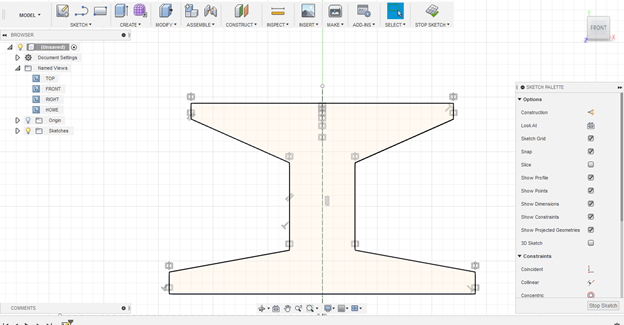 MODEL
SKETCH
CREATE
MODIFY
ASSEMBLE
CONSTRUCT
INSPECT
INSERT
MAKE
ADD-INS
SELECT
STOP SKETCH
FRONT
BROWSER
(Unsaved)
Document Settings
Named Views
TOP
FRONT
RIGHT
HOME
Origin
Sketches
SKETCH PALETTE
Options
Construction
Look At
Sketch Grid
Snap
Slice
Show Profile
Show Points
Show Dimensions
Show Constraints
Show Projected Geometries
3D Sketch
Constraints
Coincident
Collinear
Concentric
Stop Sketch
COMMENTS